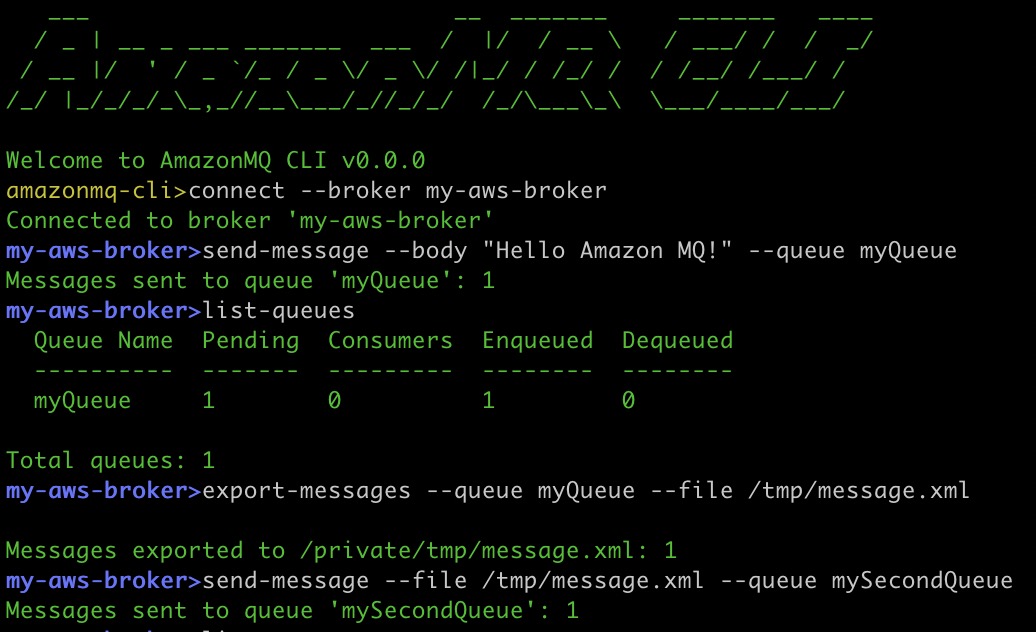 AmazonMQ CLI
Welcome to AmazonMQ CLI v0.0.0
amazonmq-cli>connect --broker my-aws-broker
Connected to broker 'my-aws-broker'
my-aws-broker>send-message --body "Hello Amazon MQ!" --queue myQueue
Messages sent to queue 'myQueue': 1
my-aws-broker>list-queues
Queue Name  Pending  Consumers  Enqueued  Dequeued
----------  -------  ---------  --------  --------
myQueue     1        0          1         0
Total queues: 1
my-aws-broker>export-messages --queue myQueue --file /tmp/message.xml
Messages exported to /private/tmp/message.xml: 1
my-aws-broker>send-message --file /tmp/message.xml --queue mySecondQueue
Messages sent to queue 'mySecondQueue': 1